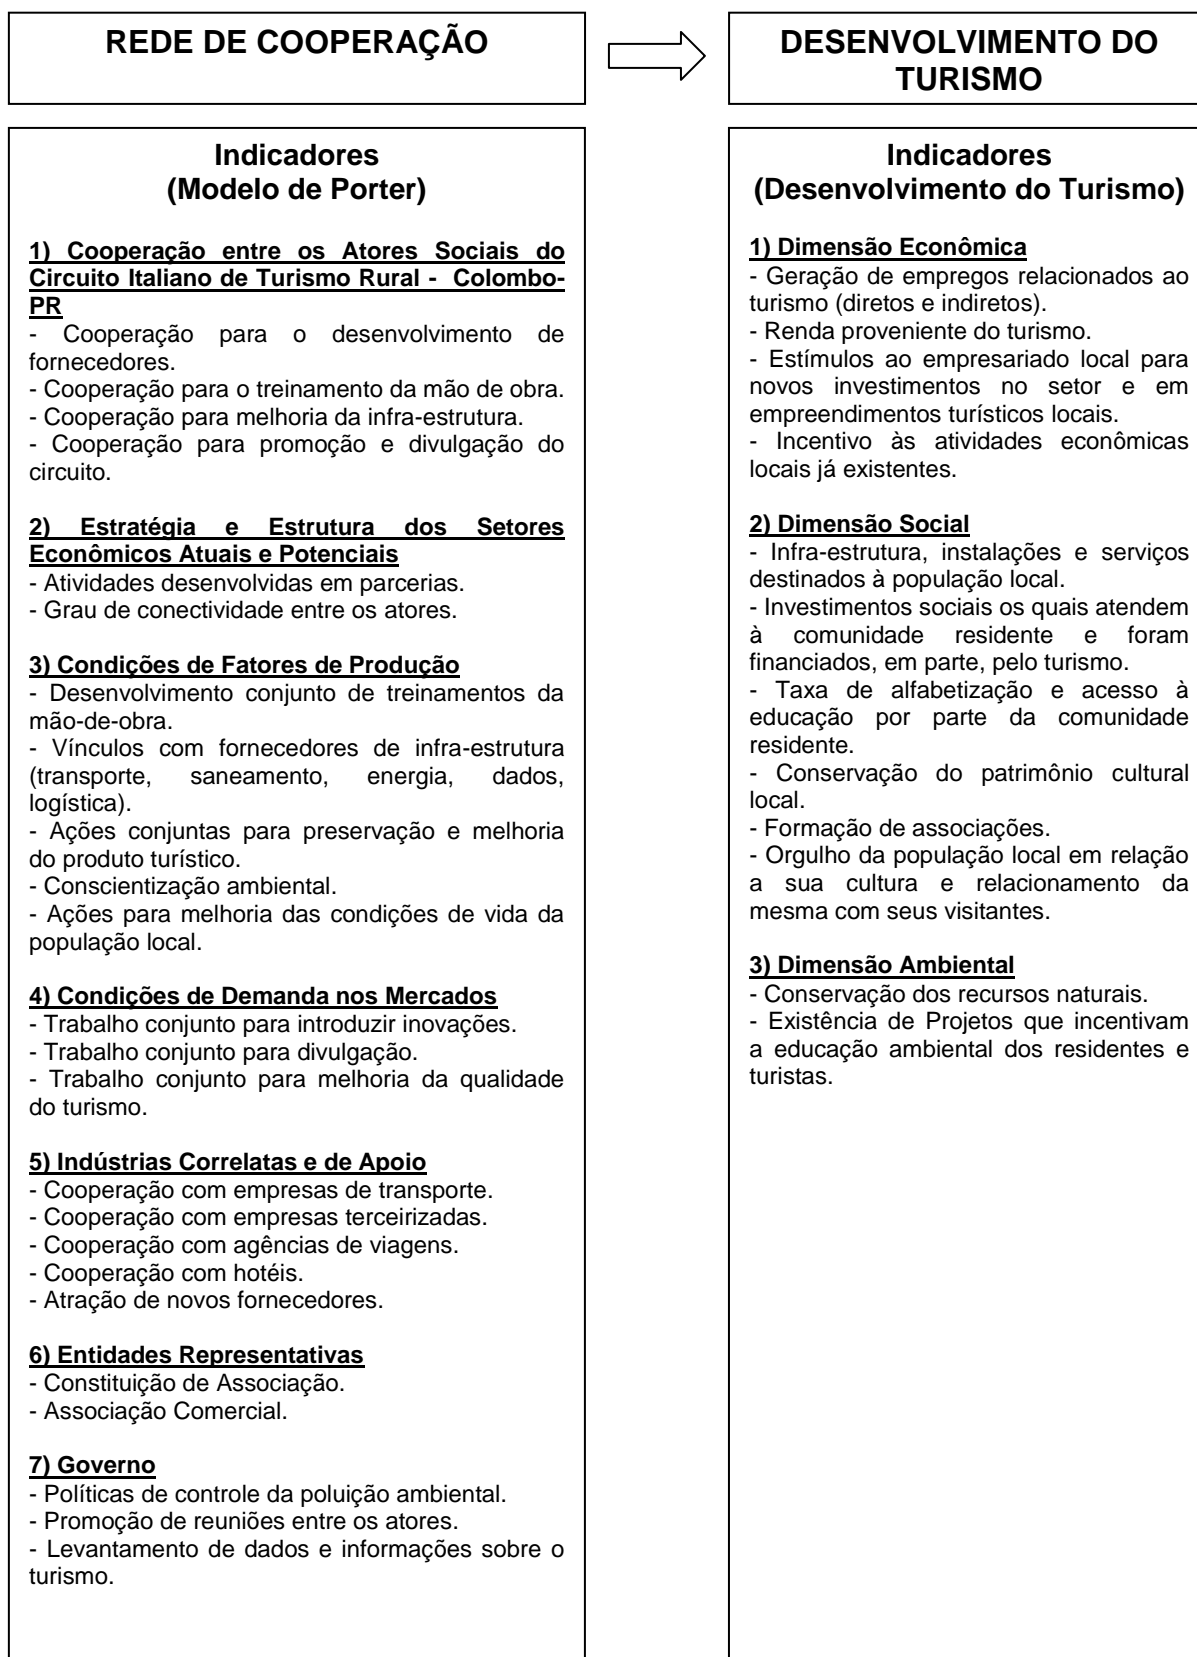 REDE DE COOPERAÇÃO
DESENVOLVIMENTO DO
TURISMO
Indicadores
(Modelo de Porter)
1) Cooperação entre os Atores Sociais do
Circuito Italiano de Turismo Rural - Colombo-
PR
- Cooperação para o desenvolvimento de
fornecedores.
- Cooperação para o treinamento da mão de obra.
- Cooperação para melhoria da infra-estrutura.
- Cooperação para promoção e divulgação do
circuito.
2) Estratégia e Estrutura dos Setores
Econômicos Atuais e Potenciais
- Atividades desenvolvidas em parcerias.
- Grau de conectividade entre os atores.
3) Condições de Fatores de Produção
- Desenvolvimento conjunto de treinamentos da
mão-de-obra.
- Vínculos com fornecedores de infra-estrutura
(transporte, saneamento, energia, dados,
logística).
- Ações conjuntas para preservação e melhoria
do produto turístico.
- Conscientização ambiental.
- Ações para melhoria das condições de vida da
população local.
4) Condições de Demanda nos Mercados
- Trabalho conjunto para introduzir inovações.
- Trabalho conjunto para divulgação.
- Trabalho conjunto para melhoria da qualidade
do turismo.
5) Indústrias Correlatas e de Apoio
- Cooperação com empresas de transporte.
- Cooperação com empresas terceirizadas.
- Cooperação com agências de viagens.
- Cooperação com hotéis.
- Atração de novos fornecedores.
6) Entidades Representativas
- Constituição de Associação.
- Associação Comercial.
7) Governo
- Políticas de controle da poluição ambiental.
- Promoção de reuniões entre os atores.
- Levantamento de dados e informações sobre o
turismo.
Indicadores
(Desenvolvimento do Turismo)
1) Dimensão Econômica
- Geração de empregos relacionados ao
turismo (diretos e indiretos).
- Renda proveniente do turismo.
- Estímulos ao empresariado local para
novos investimentos no setor e em
empreendimentos turísticos locais.
- Incentivo às atividades econômicas
locais já existentes.
2) Dimensão Social
- Infra-estrutura, instalações e serviços
destinados à população local.
- Investimentos sociais os quais atendem
à comunidade residente e foram
financiados, em parte, pelo turismo.
- Taxa de alfabetização e acesso à
educação por parte da comunidade
residente.
- Conservação do patrimônio cultural
local.
- Formação de associações.
- Orgulho da população local em relação
a sua cultura e relacionamento da
mesma com seus visitantes.
3) Dimensão Ambiental
- Conservação dos recursos naturais.
- Existência de Projetos que incentivam
a educação ambiental dos residentes e
turistas.